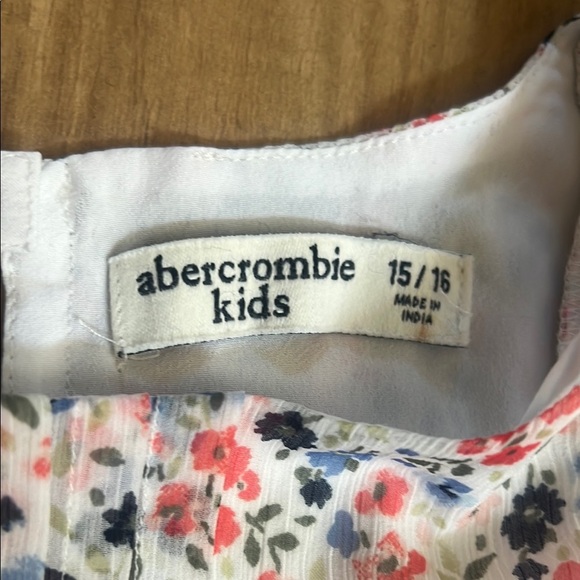 abercrombie
kids
15/16
MADE IN
INDIA